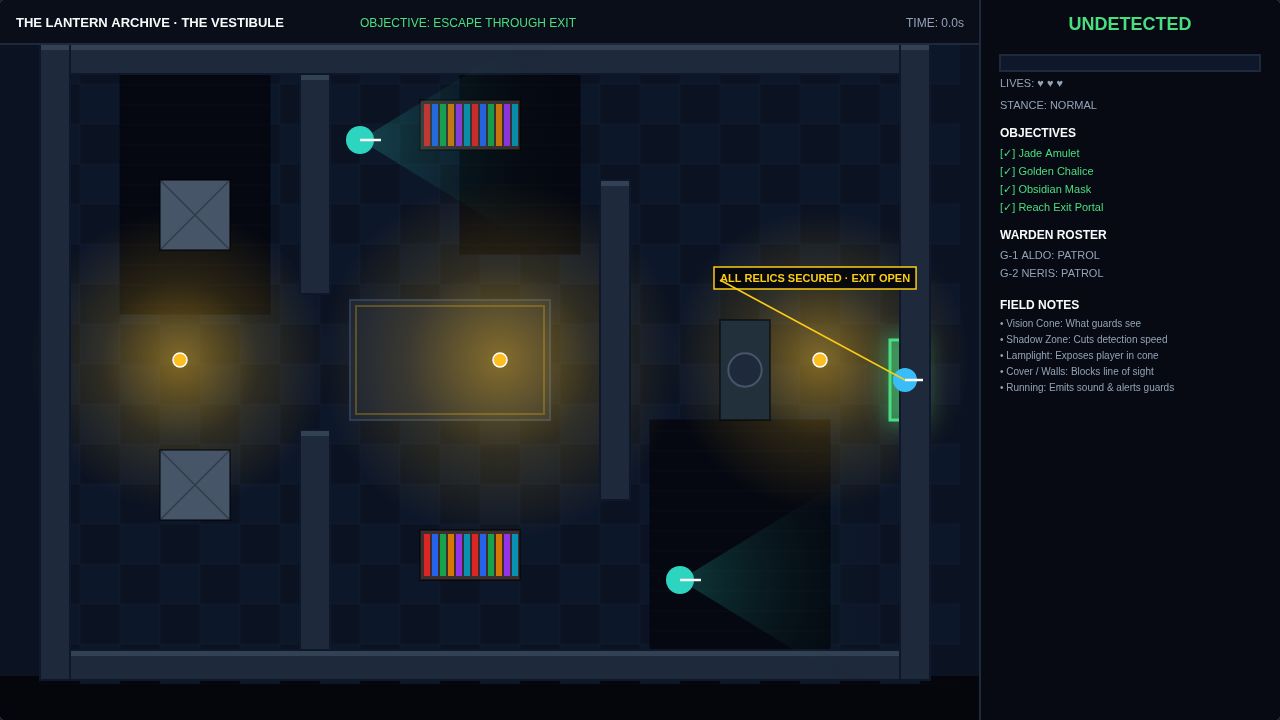 THE LANTERN ARCHIVE · THE VESTIBULE
OBJECTIVE: ESCAPE THROUGH EXIT
TIME: 0.0s
UNDETECTED
LIVES: ♥ ♥ ♥
STANCE: NORMAL
OBJECTIVES
[✓] Jade Amulet
[✓] Golden Chalice
[✓] Obsidian Mask
[✓] Reach Exit Portal
WARDEN ROSTER
G-1 ALDO: PATROL
G-2 NERIS: PATROL
FIELD NOTES
• Vision Cone: What guards see
• Shadow Zone: Cuts detection speed
• Lamplight: Exposes player in cone
• Cover / Walls: Blocks line of sight
• Running: Emits sound & alerts guards
ALL RELICS SECURED · EXIT OPEN